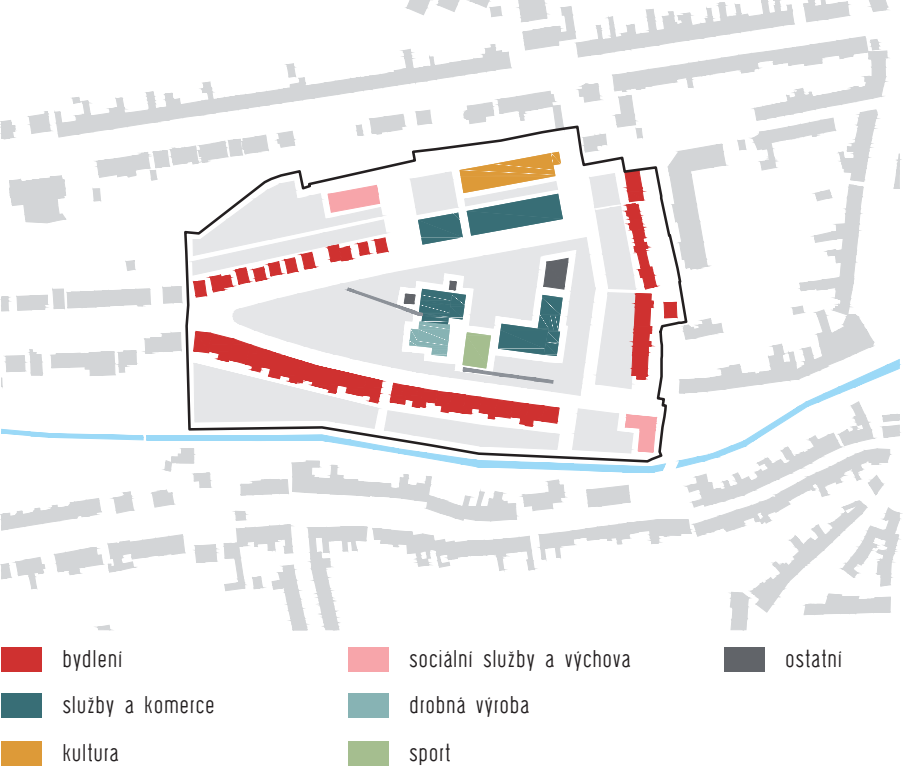 bydlení
služby a komerce
kultura
sociální služby a výchova
drobná výroba
sport
ostatní